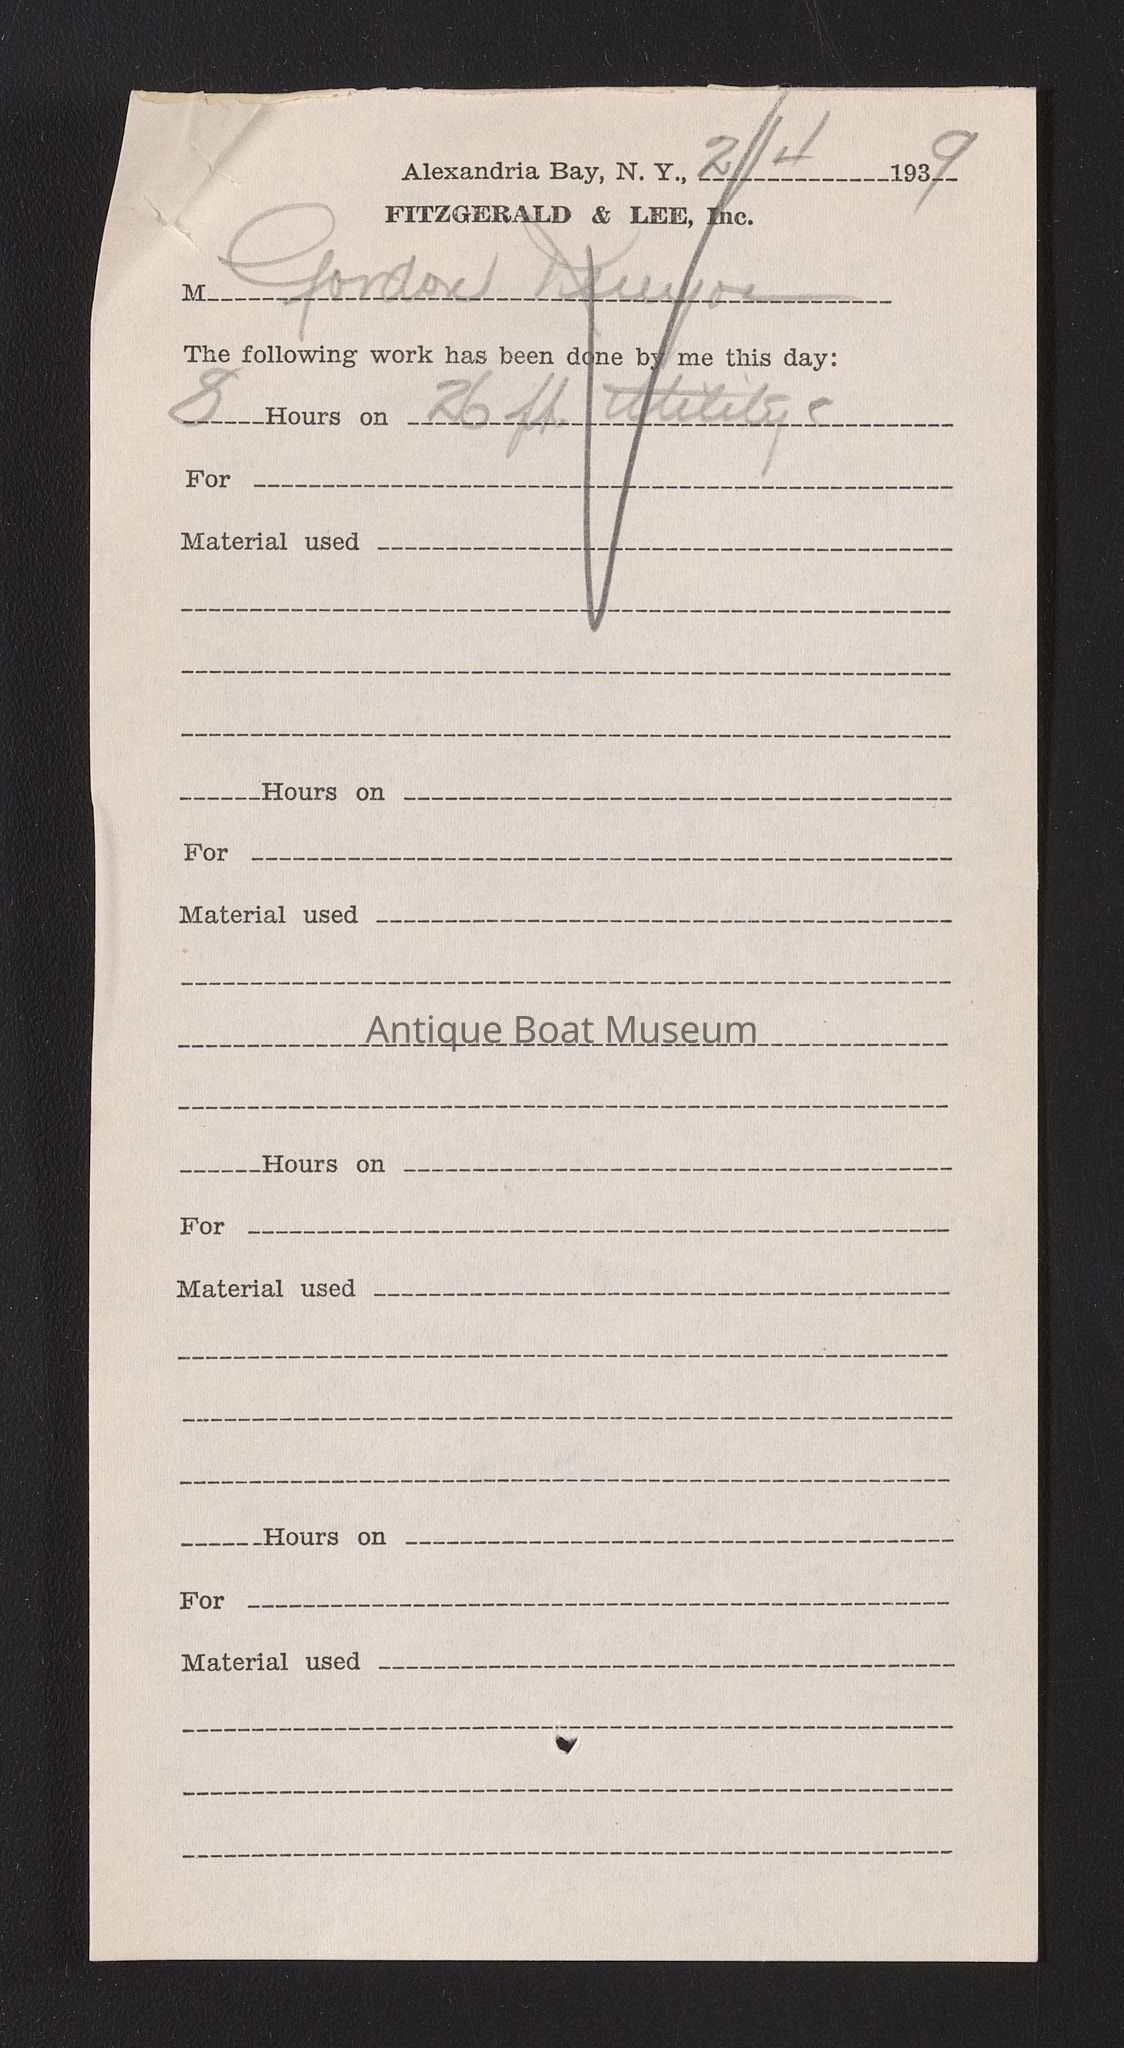 Alexandria Bay, N. Y., 2/4 1939
FITZGERALD & LEE, Inc.
M Gordon
The following work has been done by me this day:
8 Hours on 26 ft. Utility
For
Material used
Hours on
For
Material used
Antique Boat Museum
Hours on
For
Material used
Hours on
For
Material used